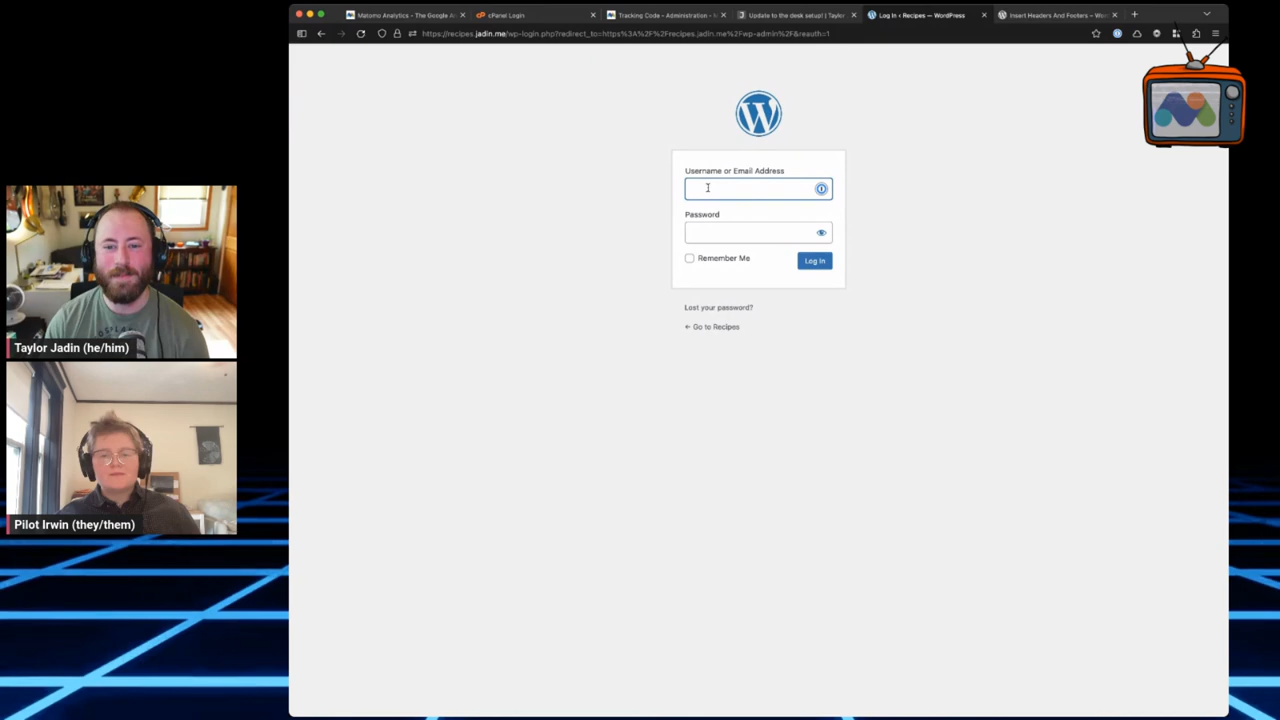 Matomo Analytics - The Google An
cPanel Login
Tracking Code - Administration - M
Update to the desk setup! | Taylor
Log In ‹ Recipes — WordPress
Insert Headers And Footers – Wor
https://recipes.jadin.me/wp-login.php?redirect_to=https%3A%2F%2Frecipes.jadin.me%2Fwp-admin%2F&reauth=1
Username or Email Address
Password
Remember Me
Log In
Lost your password?
← Go to Recipes
Taylor Jadin (he/him)
Pilot Irwin (they/them)